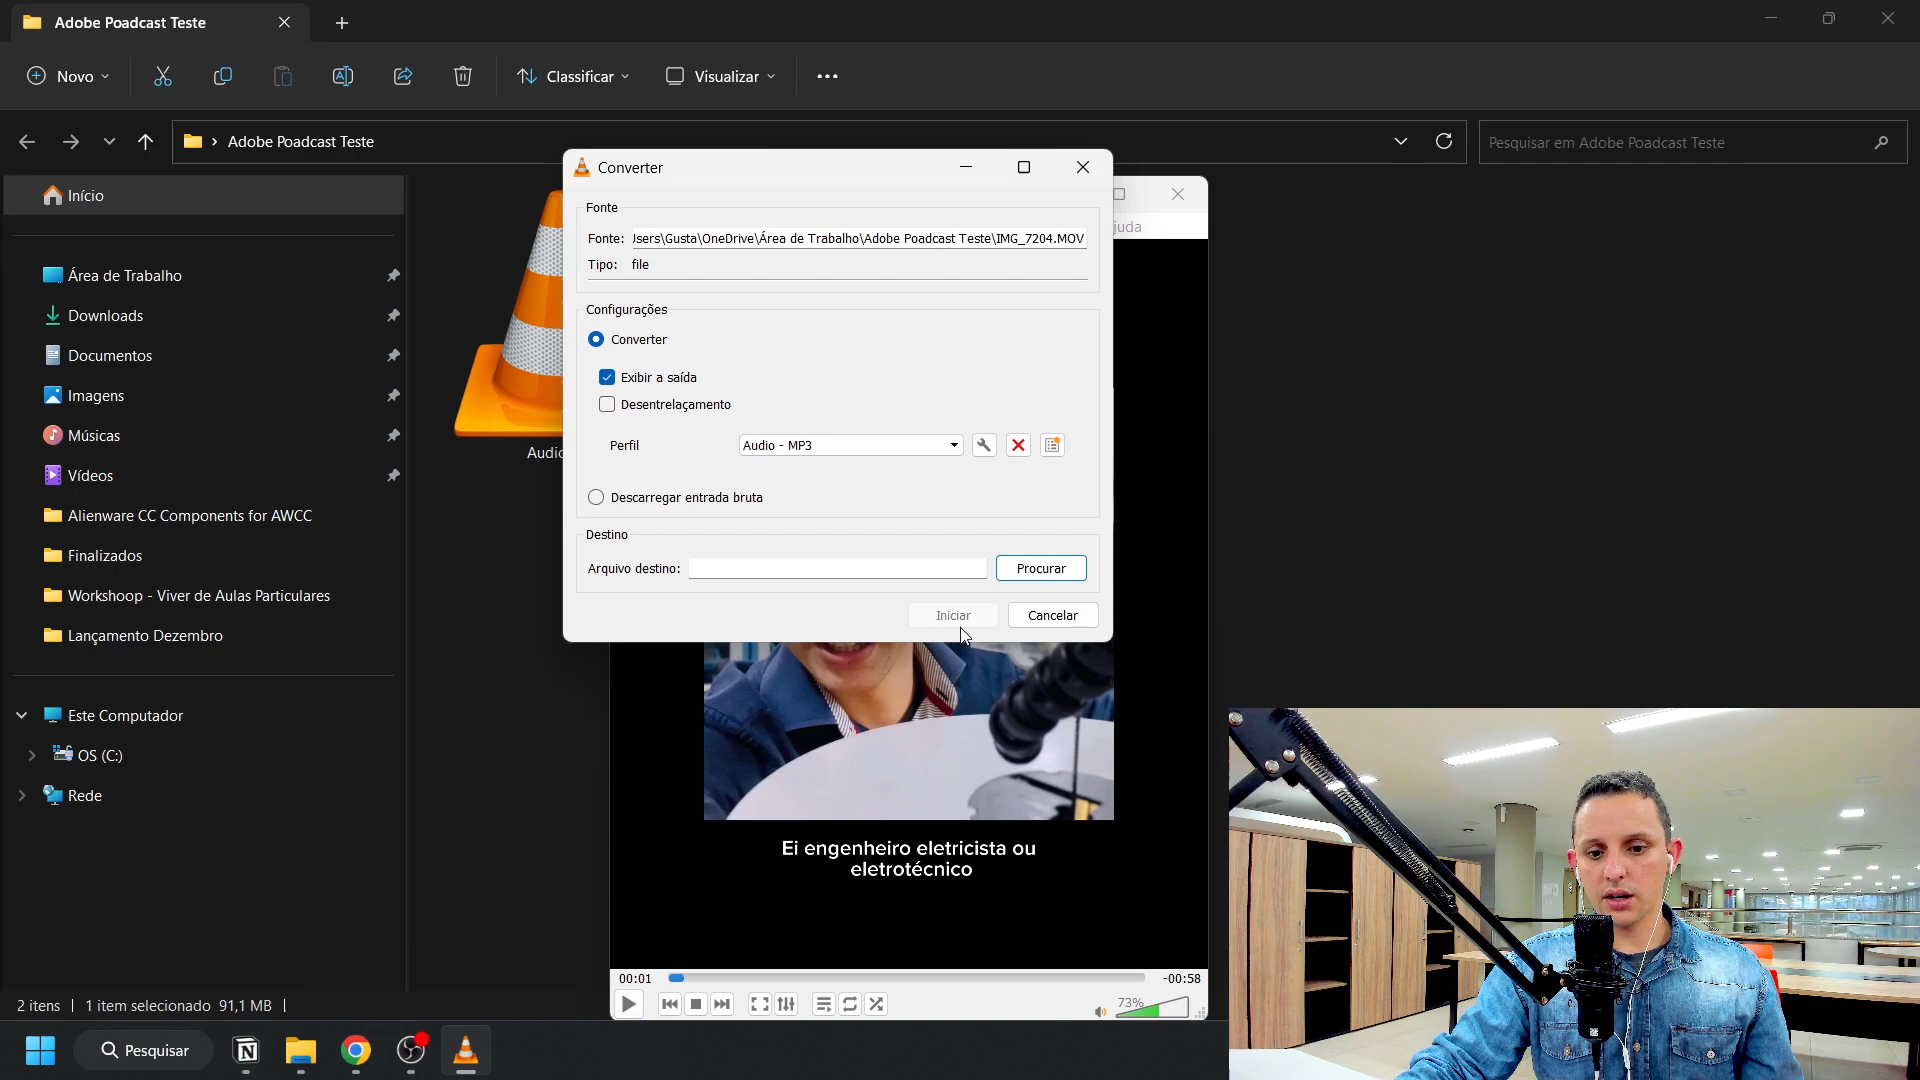 Adobe Poadcast Teste
Novo
Classificar
Visualizar
Adobe Poadcast Teste
Pesquisar em Adobe Poadcast Teste
Início
Área de Trabalho
Downloads
Documentos
Imagens
Músicas
Vídeos
Alienware CC Components for AWCC
Finalizados
Workshoop - Viver de Aulas Particulares
Lançamento Dezembro
Este Computador
OS (C:)
Rede
2 itens
1 item selecionado 91,1 MB
Audio
juda
Converter
Fonte
Fonte: Jsers\Gusta\OneDrive\Área de Trabalho\Adobe Poadcast Teste\IMG_7204.MOV
Tipo: file
Configurações
Converter
Exibir a saída
Desentrelaçamento
Perfil
Audio - MP3
Descarregar entrada bruta
Destino
Arquivo destino:
Procurar
Iniciar
Cancelar
Ei engenheiro eletricista ou
eletrotécnico
00:01
-00:58
73%
Pesquisar